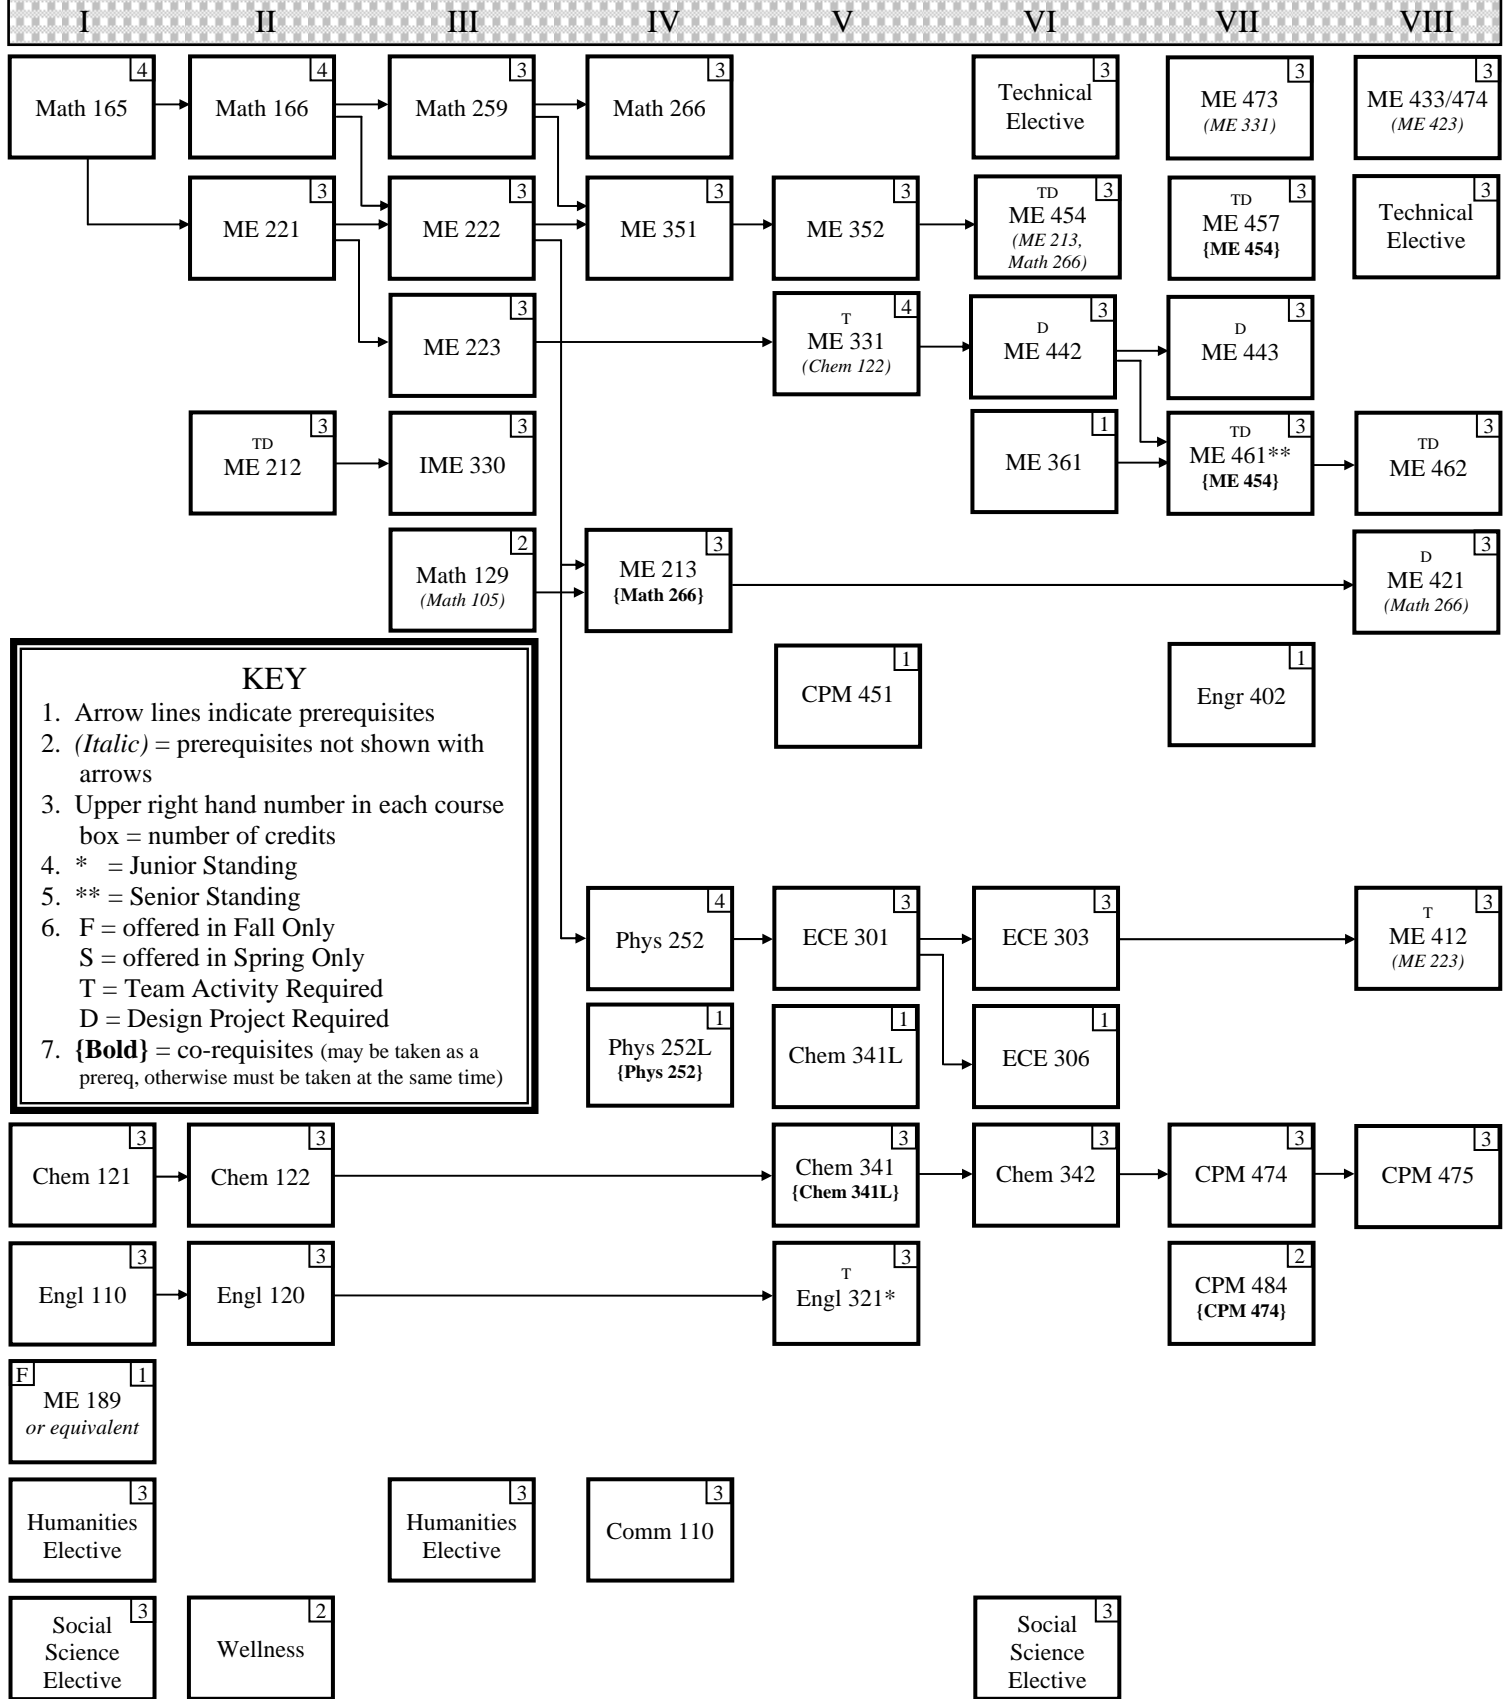 I II III IV V VI VII VIII
4
Math 165
4
Math 166
3
Math 259
3
Math 266
3
Technical
Elective
3
ME 473
(ME 331)
3
ME 433/474
(ME 423)
3
ME 221
3
ME 222
3
ME 351
3
ME 352
TD 3
ME 454
(ME 213,
Math 266)
TD 3
ME 457
{ME 454}
3
Technical
Elective
3
ME 223
T 4
ME 331
(Chem 122)
D 3
ME 442
D 3
ME 443
TD 3
ME 212
3
IME 330
1
ME 361
TD 3
ME 461**
{ME 454}
TD 3
ME 462
2
Math 129
(Math 105)
3
ME 213
{Math 266}
D 3
ME 421
(Math 266)
KEY
1. Arrow lines indicate prerequisites
2. (Italic) = prerequisites not shown with
arrows
3. Upper right hand number in each course
box = number of credits
4. * = Junior Standing
5. ** = Senior Standing
6. F = offered in Fall Only
S = offered in Spring Only
T = Team Activity Required
D = Design Project Required
7. {Bold} = co-requisites (may be taken as a
prereq, otherwise must be taken at the same time)
1
CPM 451
1
Engr 402
4
Phys 252
3
ECE 301
3
ECE 303
T 3
ME 412
(ME 223)
1
Phys 252L
{Phys 252}
1
Chem 341L
1
ECE 306
3
Chem 121
3
Chem 122
3
Chem 341
{Chem 341L}
3
Chem 342
3
CPM 474
3
CPM 475
3
Engl 110
3
Engl 120
T 3
Engl 321*
2
CPM 484
{CPM 474}
F 1
ME 189
or equivalent
3
Humanities
Elective
3
Humanities
Elective
3
Comm 110
3
Social
Science
Elective
2
Wellness
3
Social
Science
Elective